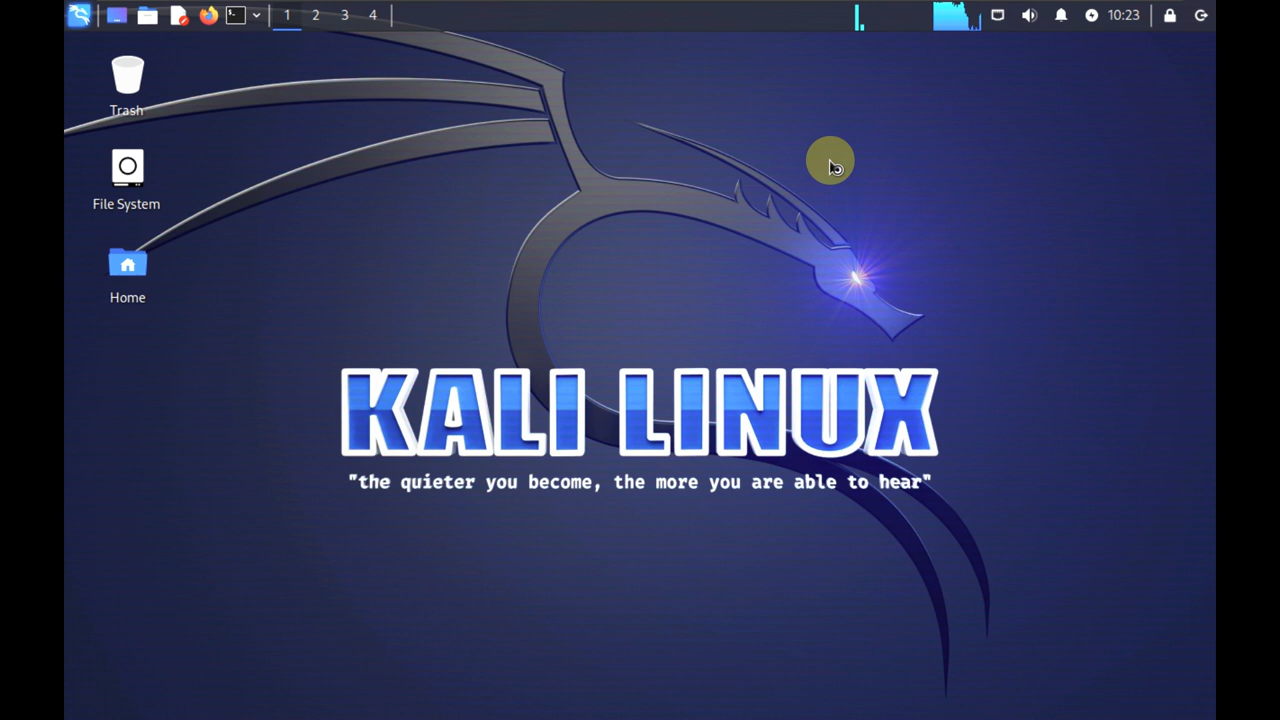 1 2 3 4
10:23
Trash
File System
Home
KALI LINUX
"the quieter you become, the more you are able to hear"